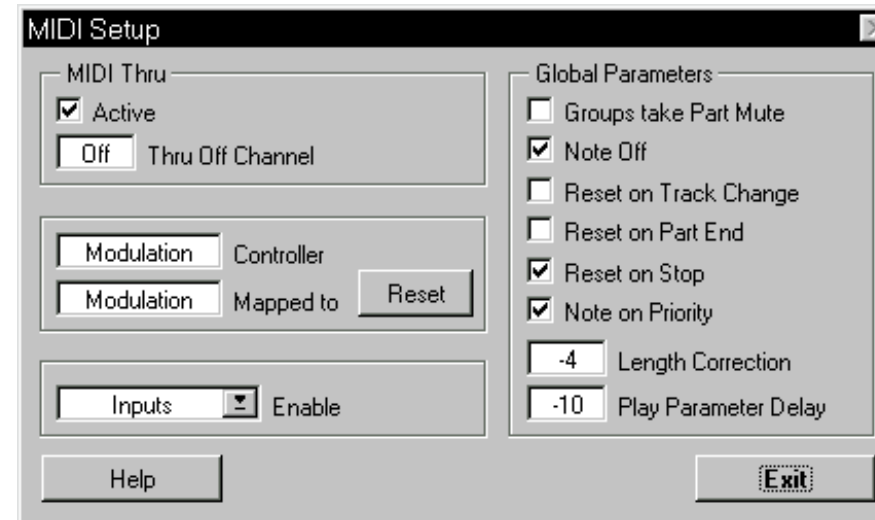 MIDI Setup
MIDI Thru
Active
Off Thru Off Channel
Modulation Controller
Modulation Mapped to Reset
Inputs Enable
Help
Global Parameters
Groups take Part Mute
Note Off
Reset on Track Change
Reset on Part End
Reset on Stop
Note on Priority
-4 Length Correction
-10 Play Parameter Delay
Exit